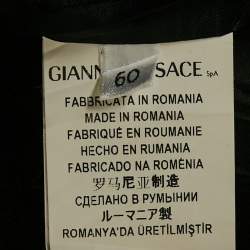 GIANN 60 SACE SpA
FABBRICATA IN ROMANIA
MADE IN ROMANIA
FABRIQUÉ EN ROUMANIE
HECHO EN RUMANIA
FABRICADO NA ROMÈNIA
罗马尼亚制造
СДЕЛАНО В РУМЫНИИ
ルーマニア製
ROMANYA'DA ÜRETİLMİŞTİR